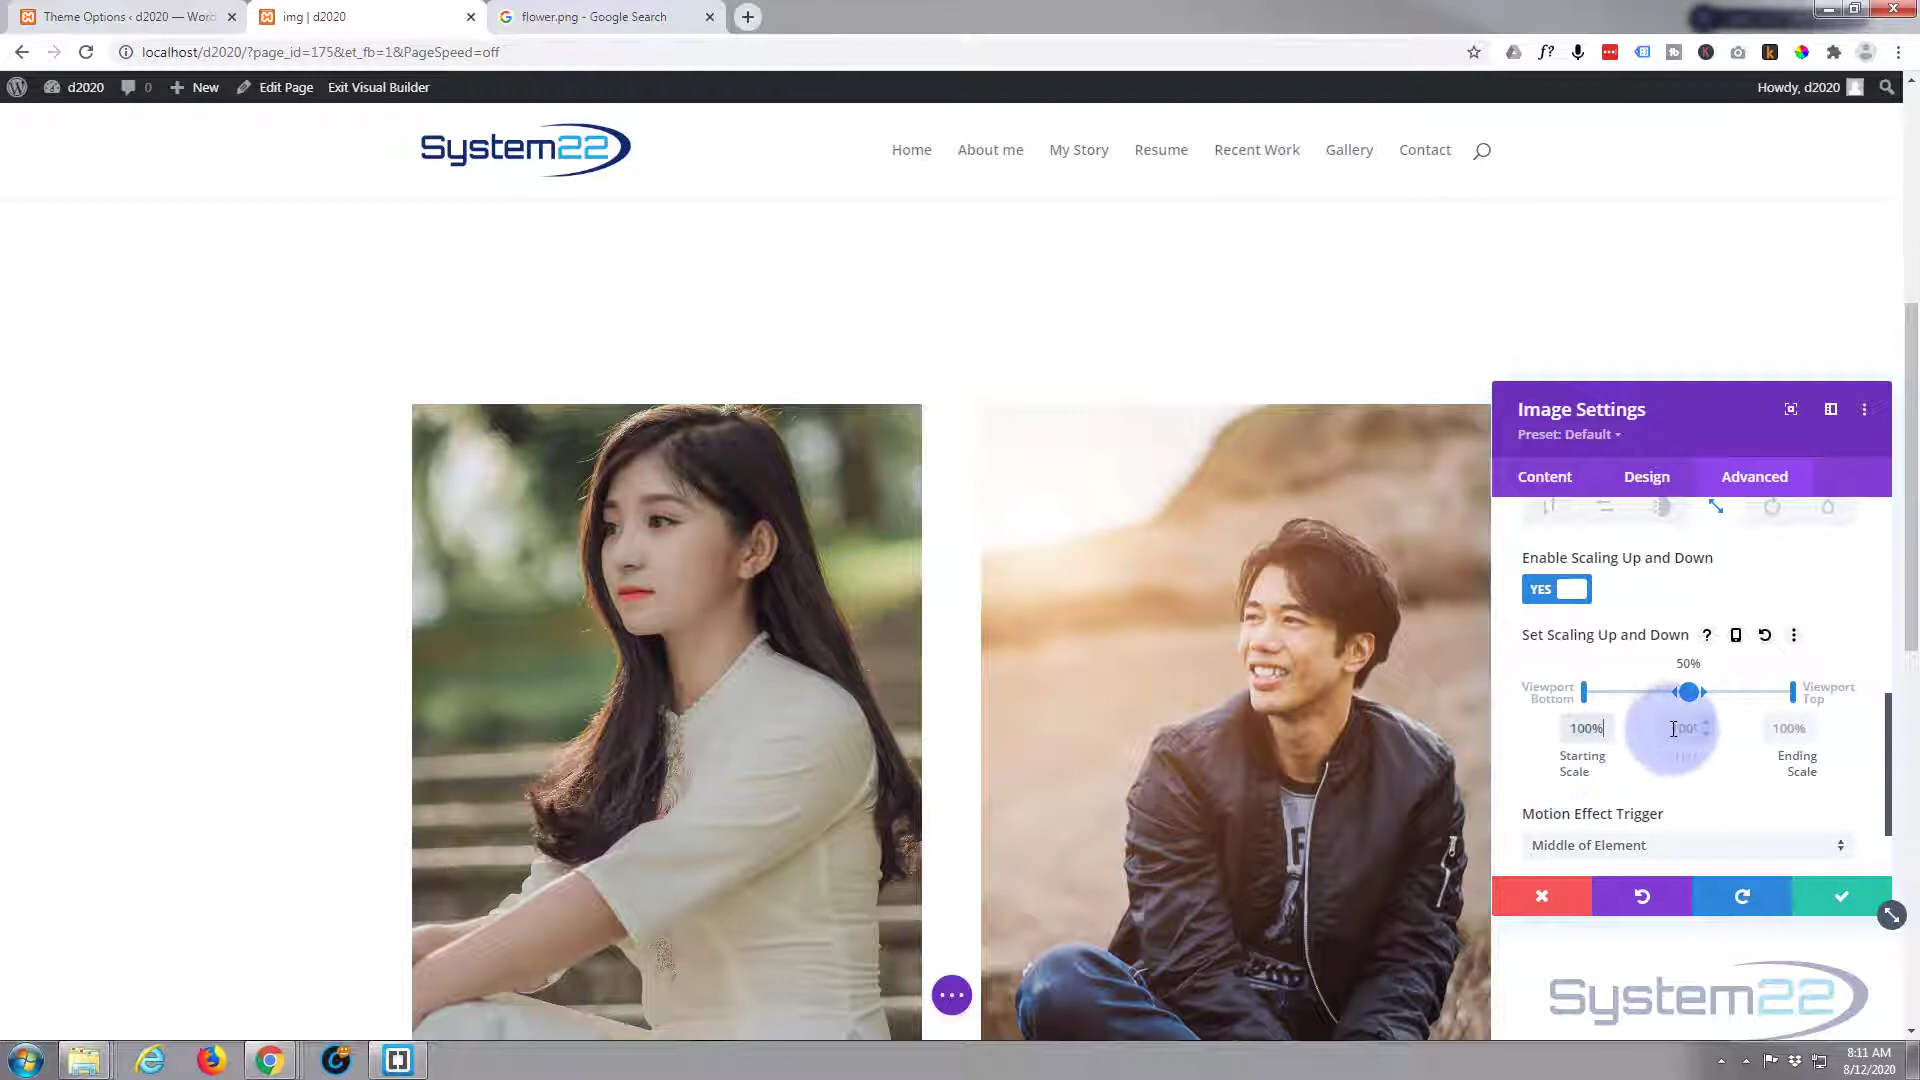 Theme Options ‹ d2020 — Word
img | d2020
flower.png - Google Search
localhost/d2020/?page_id=175&et_fb=1&PageSpeed=off
d2020
0
New
Edit Page
Exit Visual Builder
Howdy, d2020
System22
Home
About me
My Story
Resume
Recent Work
Gallery
Contact
Image Settings
Preset: Default
Content
Design
Advanced
Enable Scaling Up and Down
YES
Set Scaling Up and Down
50%
Viewport
Bottom
Viewport
Top
100%
100%
Starting
Scale
Ending
Scale
Motion Effect Trigger
Middle of Element
System22
8:11 AM
8/12/2020